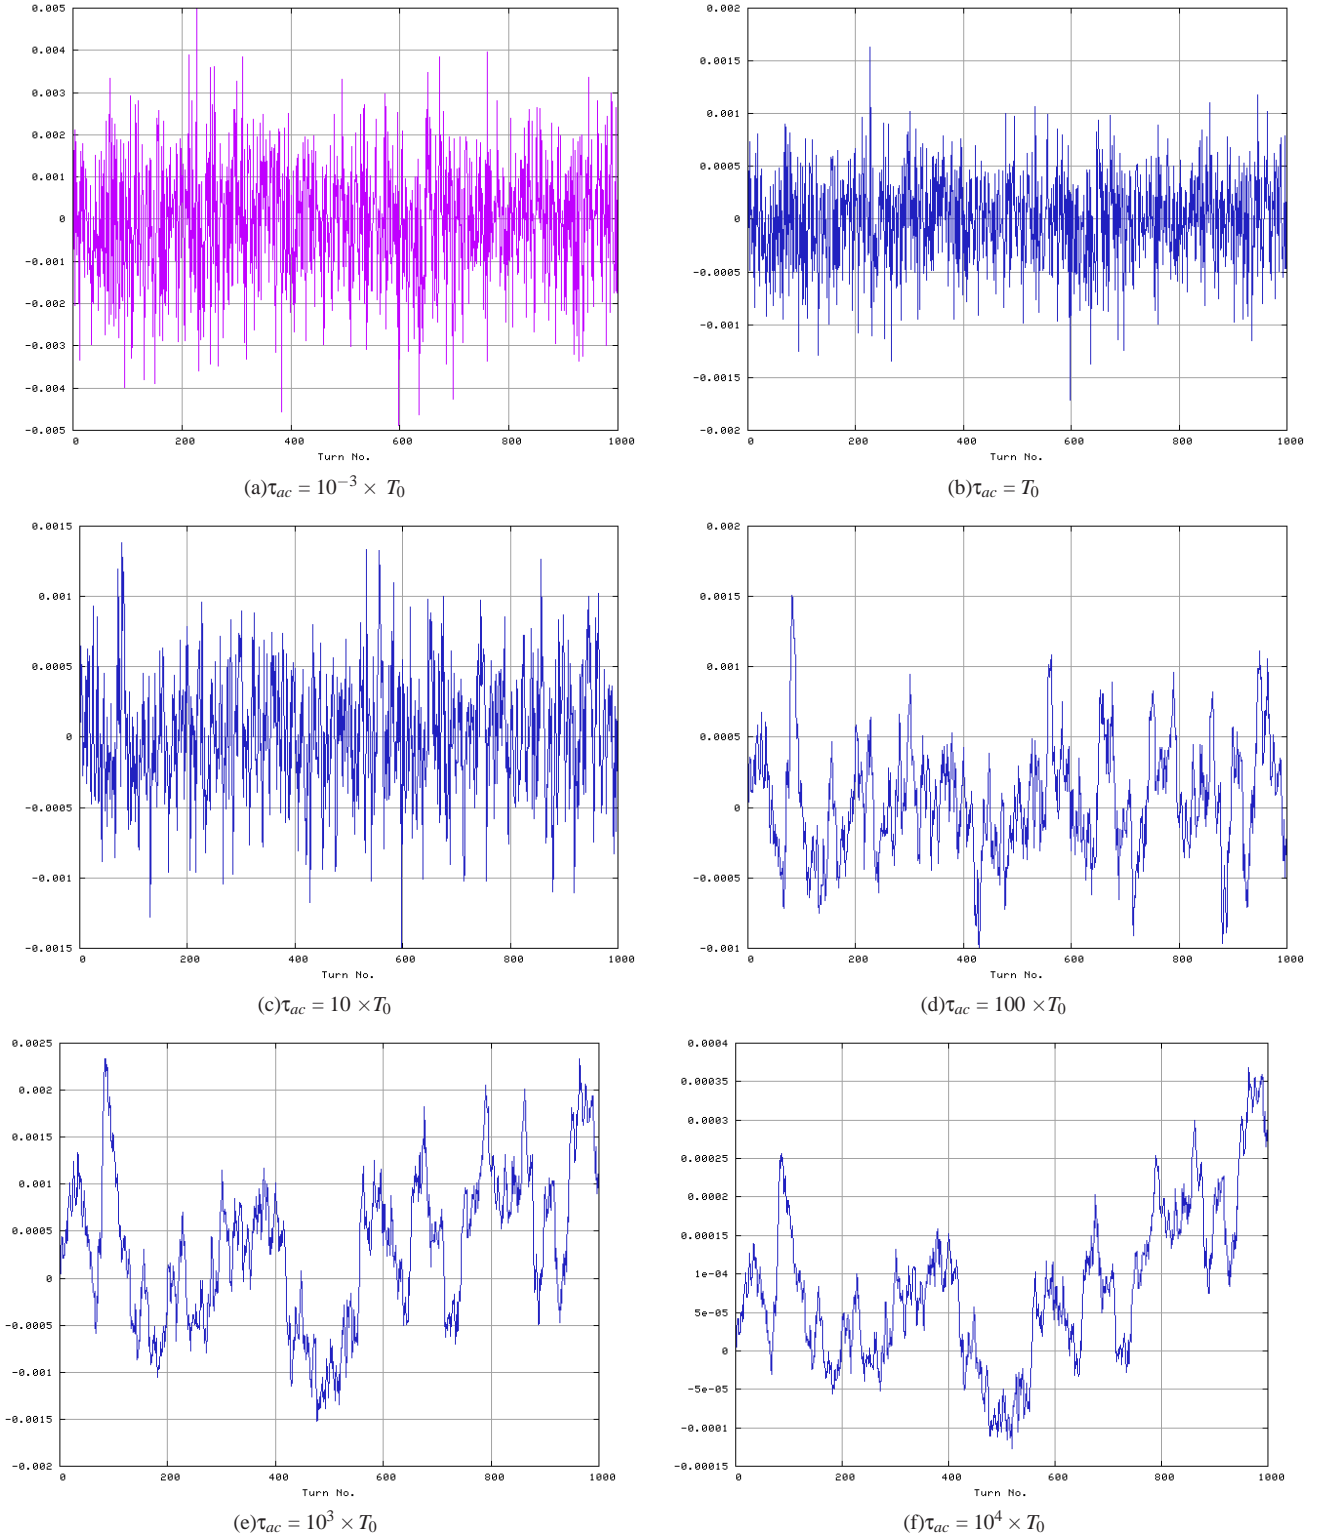 0.005
0.004
0.003
0.002
0.001
0
-0.001
-0.002
-0.003
-0.004
-0.005
0 200 400 600 800 1000
Turn No.
(a)τac = 10−3 × T0
0.002
0.0015
0.001
0.0005
0
-0.0005
-0.001
-0.0015
-0.002
0 200 400 600 800 1000
Turn No.
(b)τac = T0
0.0015
0.001
0.0005
0
-0.0005
-0.001
-0.0015
0 200 400 600 800 1000
Turn No.
(c)τac = 10 ×T0
0.002
0.0015
0.001
0.0005
0
-0.0005
-0.001
0 200 400 600 800 1000
Turn No.
(d)τac = 100 ×T0
0.0025
0.002
0.0015
0.001
0.0005
0
-0.0005
-0.001
-0.0015
-0.002
0 200 400 600 800 1000
Turn No.
(e)τac = 103 × T0
0.0004
0.00035
0.0003
0.00025
0.0002
0.00015
1e-04
5e-05
0
-5e-05
-0.0001
-0.00015
0 200 400 600 800 1000
Turn No.
(f)τac = 104 × T0